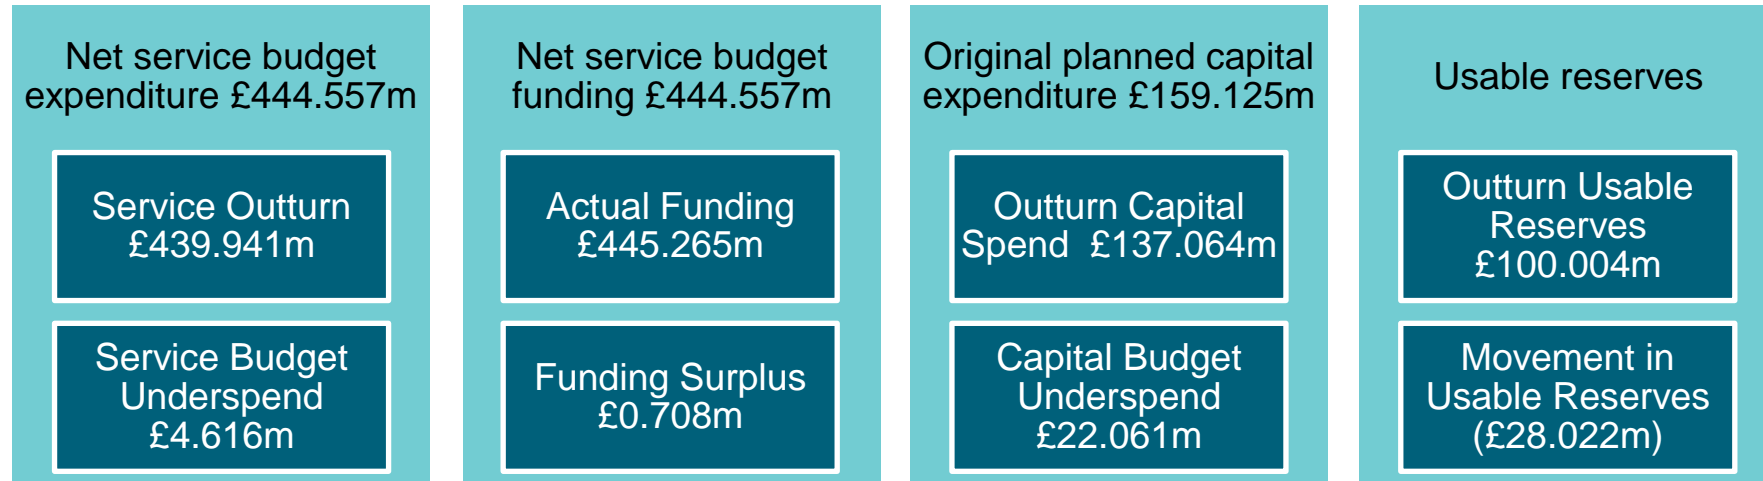 Net service budget
expenditure £444.557m
Service Outturn
£439.941m
Service Budget
Underspend
£4.616m
Net service budget
funding £444.557m
Actual Funding
£445.265m
Funding Surplus
£0.708m
Original planned capital
expenditure £159.125m
Outturn Capital
Spend £137.064m
Capital Budget
Underspend
£22.061m
Usable reserves
Outturn Usable
Reserves
£100.004m
Movement in
Usable Reserves
(£28.022m)